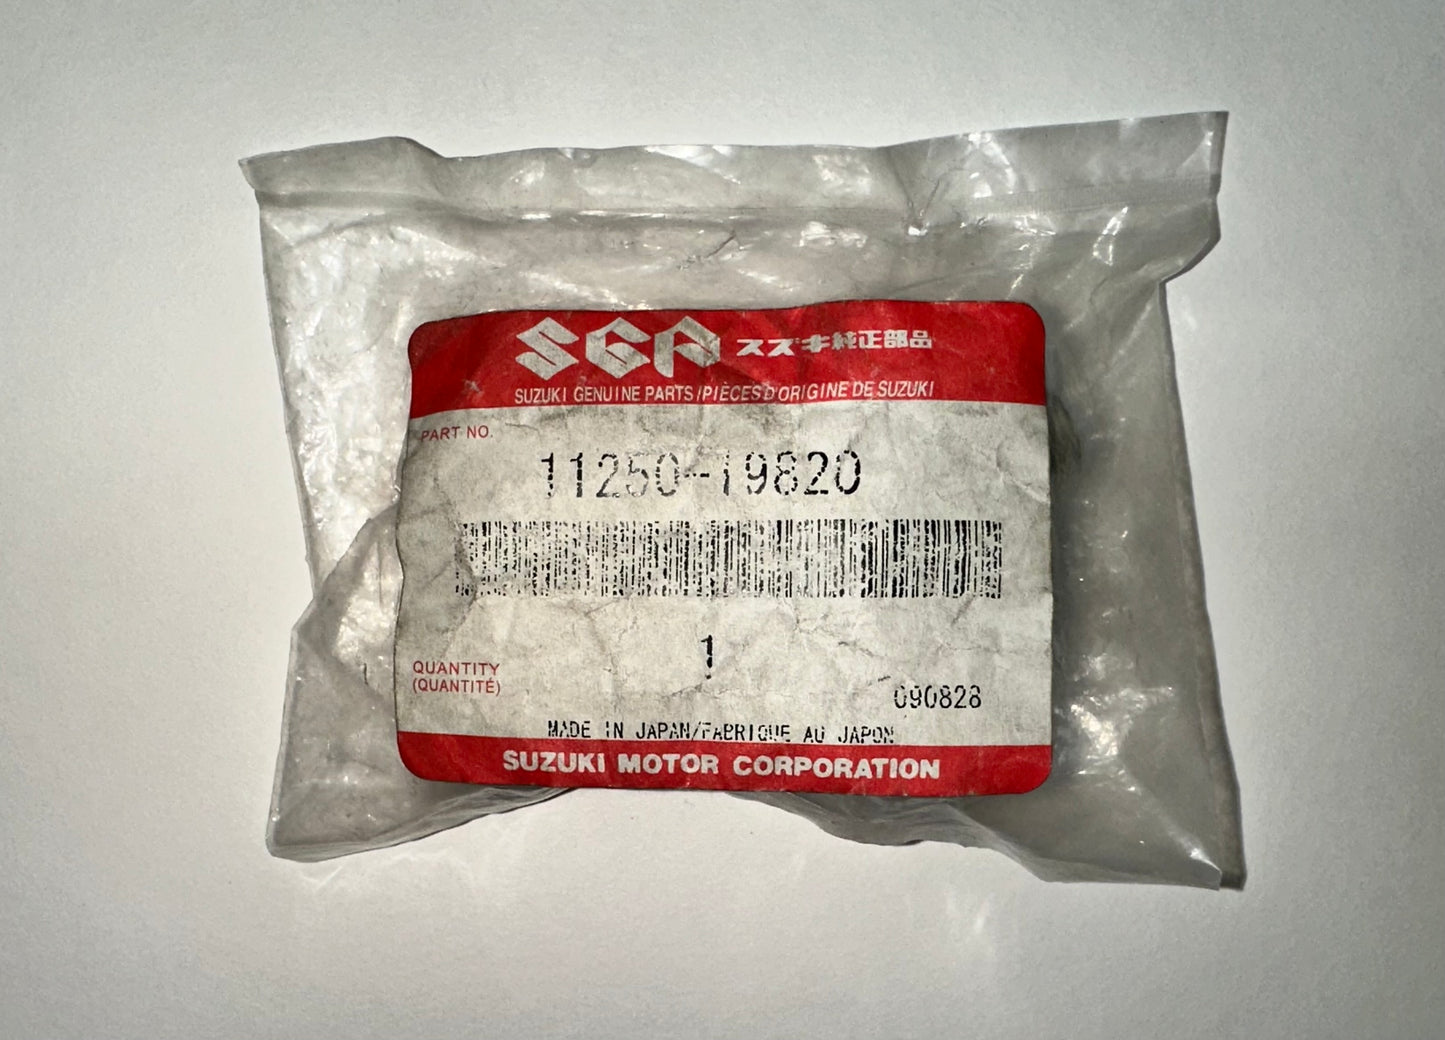 SGP スズキ純正部品
SUZUKI GENUINE PARTS/PIÈCES D'ORIGINE DE SUZUKI
PART NO.
11250-19820
1
QUANTITY
(QUANTITÉ)
090828
MADE IN JAPAN/FABRIQUE AU JAPON
SUZUKI MOTOR CORPORATION